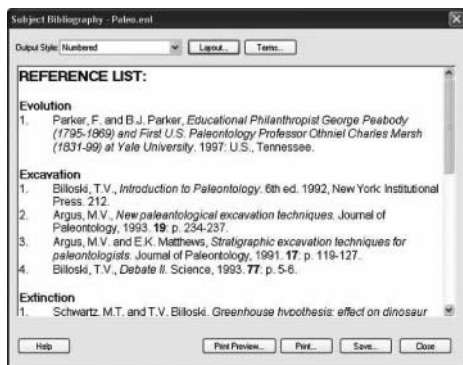 Subject Bibliography - Paleo.enl
Output Style: Numbered Layout... Terms...
REFERENCE LIST:
Evolution
1. Parker, F. and B.J. Parker, Educational Philanthropist George Peabody
(1795-1869) and First U.S. Paleontology Professor Othniel Charles Marsh
(1831-99) at Yale University. 1997: U.S., Tennessee.
Excavation
1. Billoski, T.V., Introduction to Paleontology. 6th ed. 1992, New York: Institutional
Press. 212.
2. Argus, M.V., New paleantological excavation techniques. Journal of
Paleontology, 1993. 19: p. 234-237.
3. Argus, M.V. and E.K. Matthews, Stratigraphic excavation techniques for
paleontologists. Journal of Paleontology, 1991. 17: p. 119-127.
4. Billoski, T.V., Debate II. Science, 1993. 77: p. 5-6.
Extinction
1. Schwartz, M.T. and T.V. Billoski, Greenhouse hypothesis: effect on dinosaur
Help Print Preview... Print... Save... Close